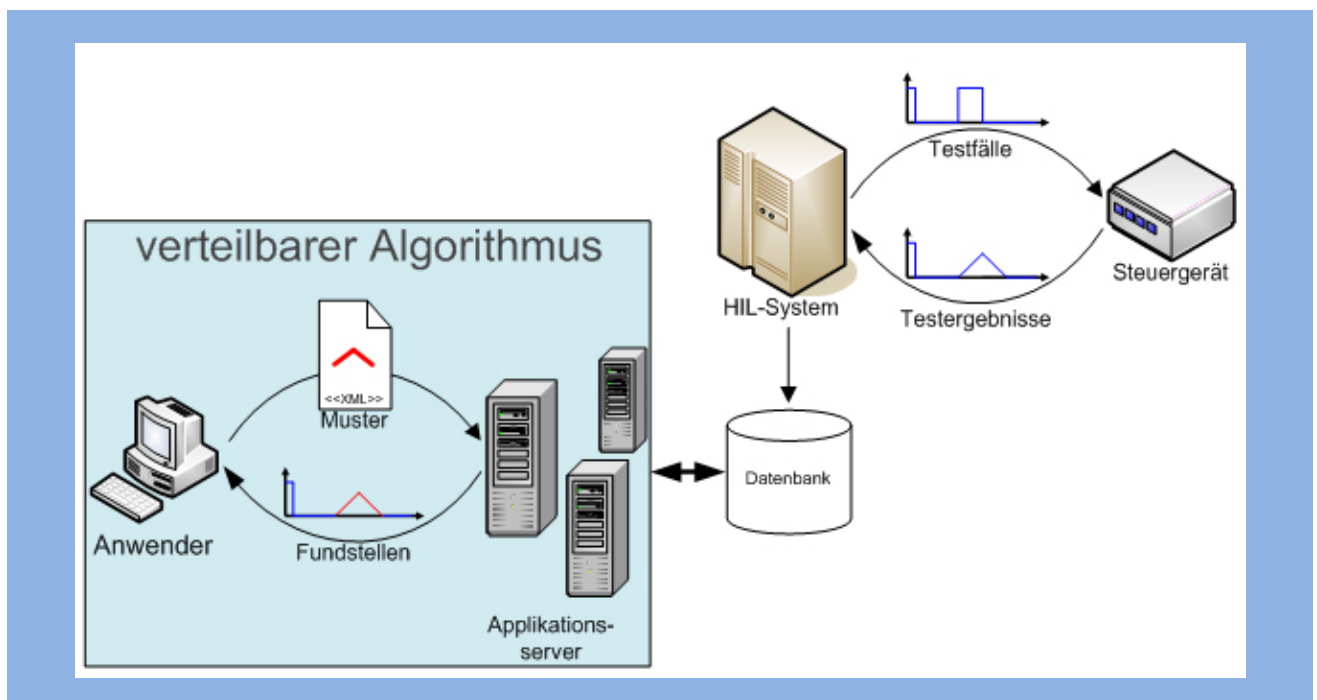 verteilbarer Algorithmus
<<XML>>
Muster
Anwender
Fundstellen
Applikations-
server
Testfälle
HIL-System
Testergebnisse
Steuergerät
Datenbank